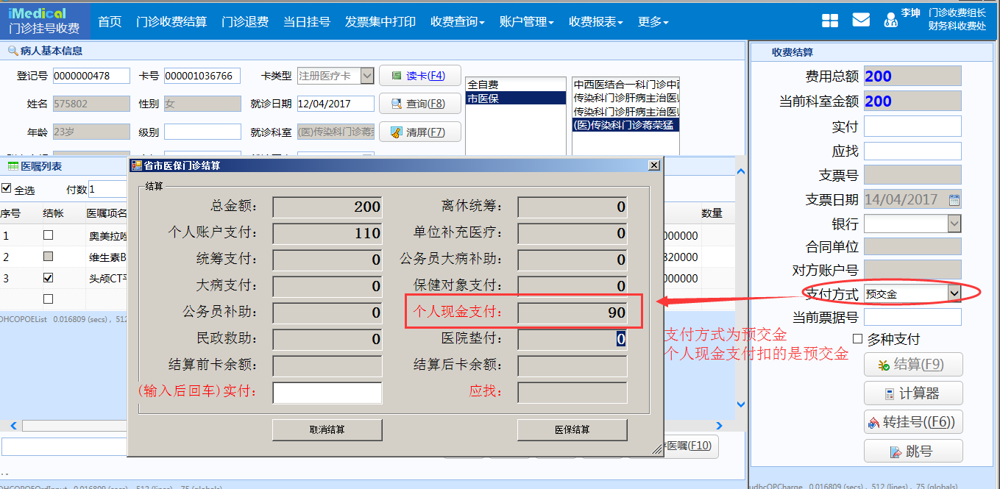 iMedical
门诊挂号收费
首页 门诊收费结算 门诊退费 当日挂号 发票集中打印 收费查询 账户管理 收费报表 更多
李坤 门诊收费组长
财务科收费处
病人基本信息
登记号 0000000478 卡号 000001036766 卡类型 注册医疗卡 读卡(F4)
姓名 575802 性别 女 就诊日期 12/04/2017 查询(F8)
年龄 23岁 级别 就诊科室 (医)传染科门诊蒋 清屏(F7)
全自费
市医保
中西医结合一科门诊中
传染科门诊肝病主治医
传染科门诊肝病主治医
(医)传染科门诊蒋荣猛
医嘱列表
全选 付数 1
序号 结帐 医嘱项名 数量
1 奥美拉 000000
2 维生素B 820000
3 头颅CT 000000
DHCOPOEList 0.016809 (secs), 512
医嘱(F10)
DHCOPOEOrdInput 0.016809 (secs), 512 (lines), 75 (globals)
省市医保门诊结算
结算
总金额： 200 离休统筹： 0
个人账户支付： 110 单位补充医疗： 0
统筹支付： 0 公务员大病补助： 0
大病支付： 0 保健对象支付： 0
公务员补助： 0 个人现金支付： 90
民政救助： 0 医院垫付： 0
结算前卡余额： 结算后卡余额：
(输入后回车)实付： 应找：
取消结算 医保结算
支付方式为预交金
个人现金支付扣的是预交金
收费结算
费用总额 200
当前科室金额 200
实付
应找
支票号
支票日期 14/04/2017
银行
合同单位
对方账户号
支付方式 预交金
当前票据号
多种支付
结算(F9)
计算器
转挂号((F6))
跳号
udhcOPCharge 0.016809 (secs), 512 (lines), 75 (globals)